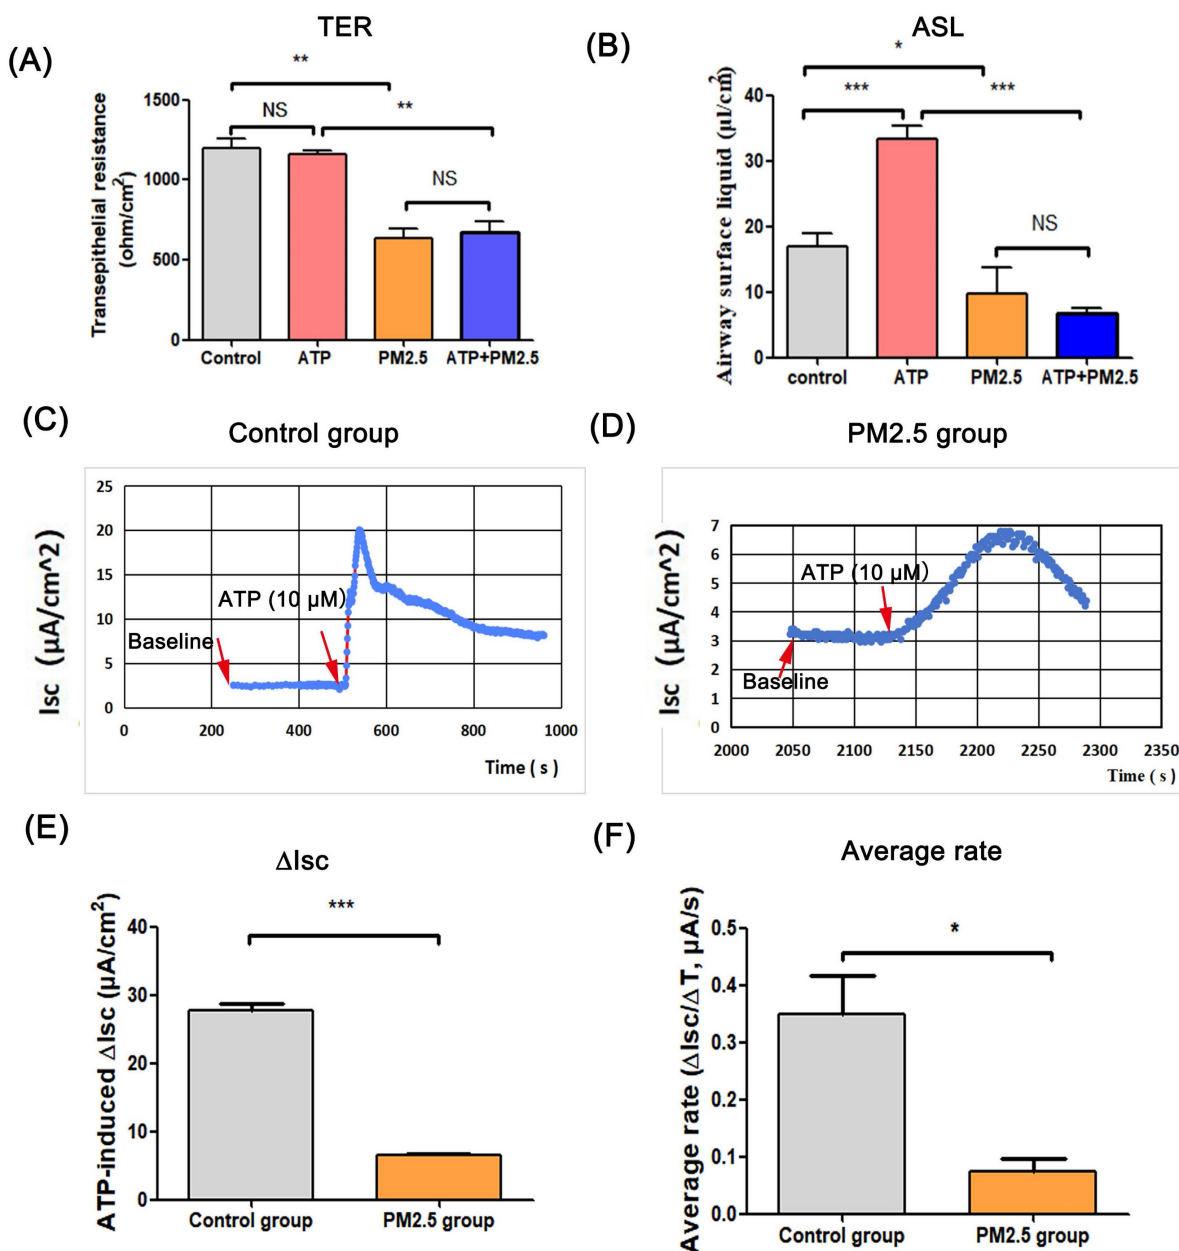 (A)
TER
**
NS
**
NS
Transepithelial resistance
(ohm/cm²)
1500
1000
500
0
Control
ATP
PM2.5
ATP+PM2.5
(B)
ASL
*
***
***
NS
Airway surface liquid (µl/cm²)
40
30
20
10
0
control
ATP
PM2.5
ATP+PM2.5
(C)
Control group
Isc (µA/cm^2)
25
20
15
10
5
0
ATP (10 µM)
Baseline
0
200
400
600
800
1000
Time ( s )
(D)
PM2.5 group
Isc (µA/cm^2)
7
6
5
4
3
2
1
0
ATP (10 µM)
Baseline
2000
2050
2100
2150
2200
2250
2300
2350
Time ( s )
(E)
ΔIsc
***
ATP-induced ΔIsc (µA/cm²)
40
30
20
10
0
Control group
PM2.5 group
(F)
Average rate
*
Average rate (ΔIsc/ΔT, µA/s)
0.5
0.3
0.2
0.1
0.0
Control group
PM2.5 group